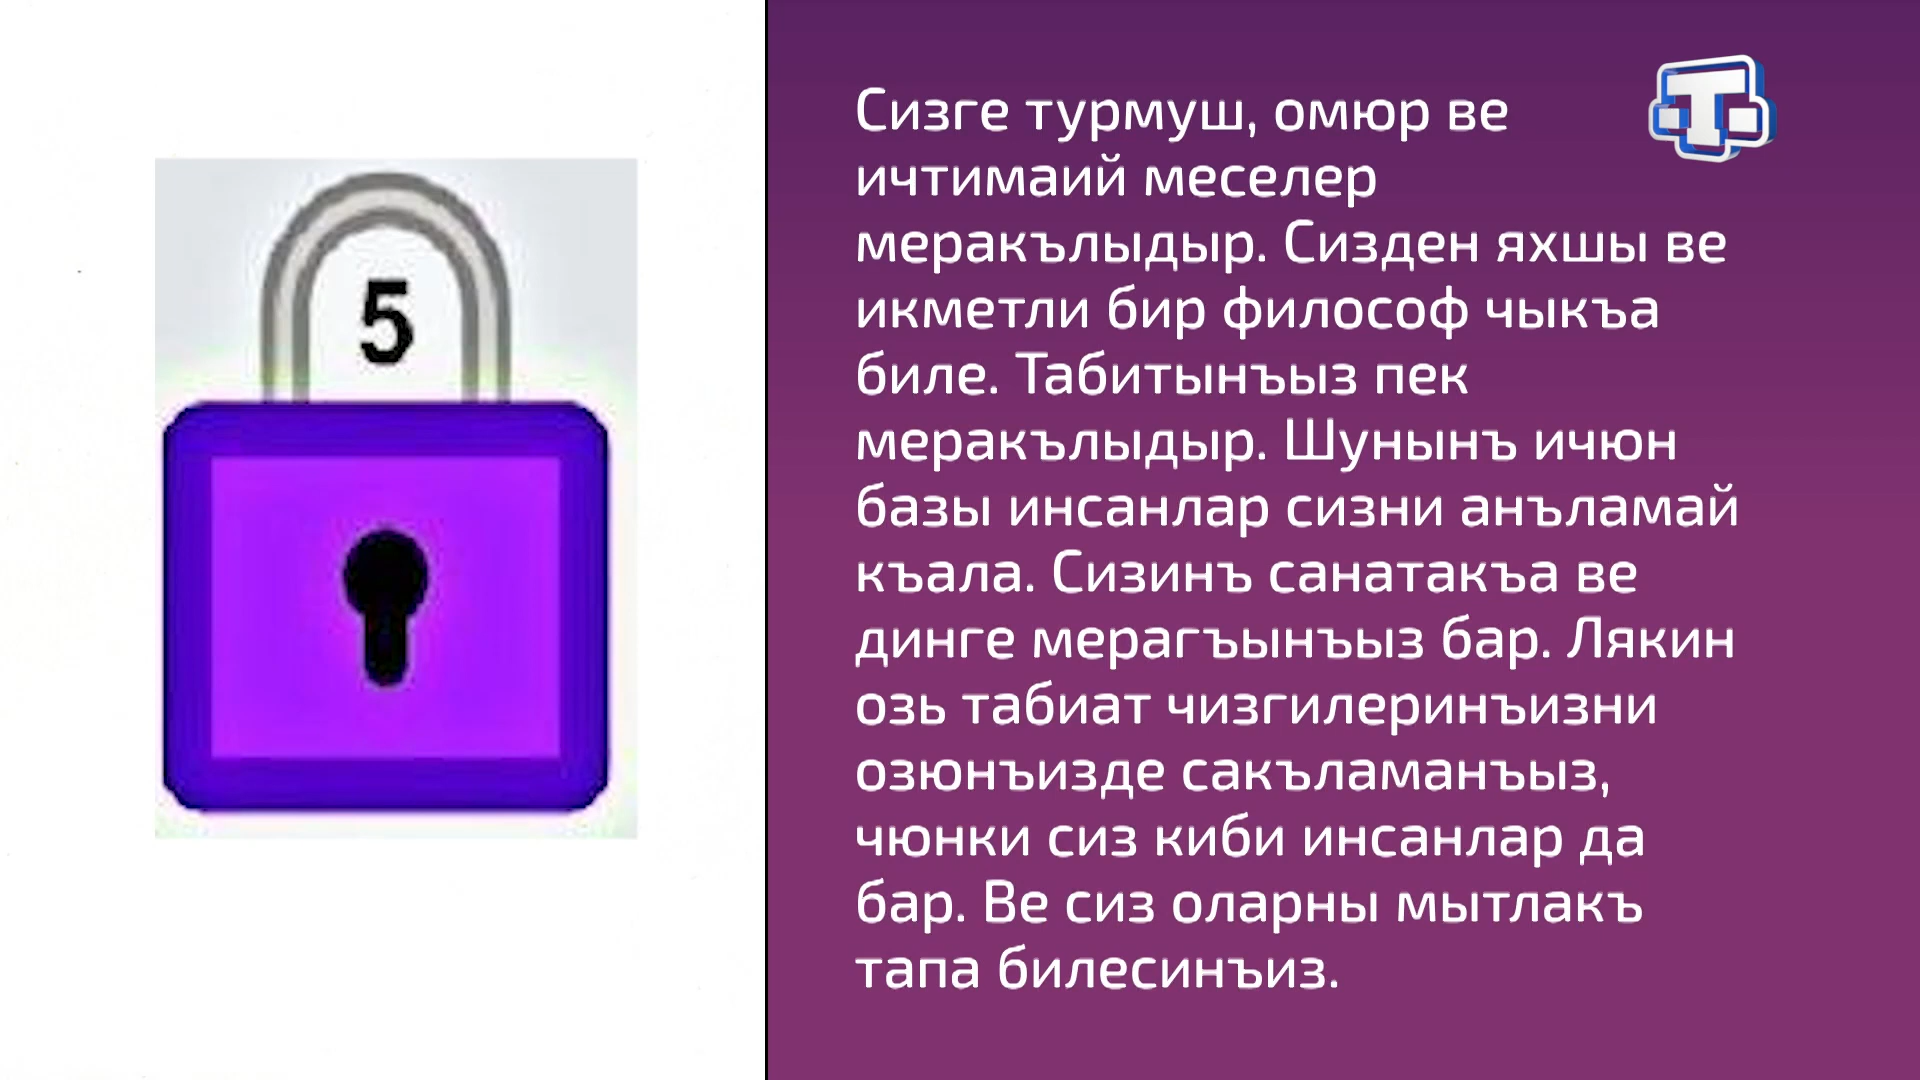 5
Сизге турмуш, омюр ве
ичтимаий меселер
меракълыдыр. Сизден яхшы ве
икметли бир философ чыкъа
биле. Табитынъыз пек
меракълыдыр. Шунынъ ичюн
базы инсанлар сизни анъламай
къала. Сизинъ санатакъа ве
динге мерагъынъыз бар. Лякин
озь табиат чизгилеринъизни
озюнъизде сакъламанъыз,
чюнки сиз киби инсанлар да
бар. Ве сиз оларны мытлакъ
тапа билесинъиз.
Т